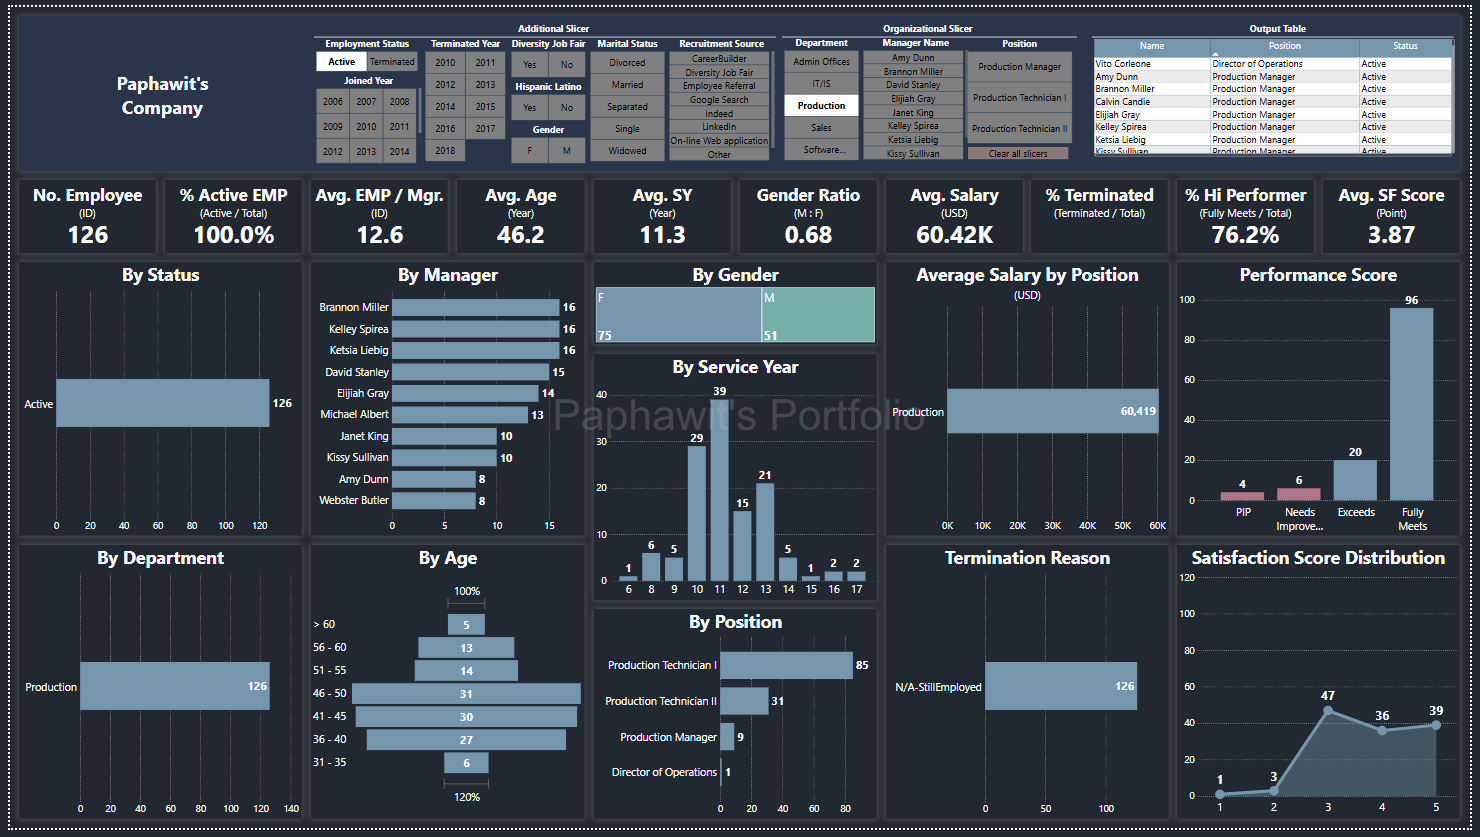 Paphawit's
Company
Additional Slicer
Employment Status
Active Terminated
Joined Year
2006 2007 2008
2009 2010 2011
2012 2013 2014
Terminated Year
2010 2011
2012 2013
2014 2015
2016 2017
2018
Diversity Job Fair
Yes No
Hispanic Latino
Yes No
Gender
F M
Marital Status
Divorced
Married
Separated
Single
Widowed
Recruitment Source
CareerBuilder
Diversity Job Fair
Employee Referral
Google Search
Indeed
LinkedIn
On-line Web application
Other
Organizational Slicer
Department
Admin Offices
IT/IS
Production
Sales
Software...
Manager Name
Amy Dunn
Brannon Miller
David Stanley
Elijiah Gray
Janet King
Kelley Spirea
Ketsia Liebig
Kissy Sullivan
Position
Production Manager
Production Technician I
Production Technician II
Clear all slicers
Output Table
Name Position Status
Vito Corleone Director of Operations Active
Amy Dunn Production Manager Active
Brannon Miller Production Manager Active
Calvin Candie Production Manager Active
Elijiah Gray Production Manager Active
Kelley Spirea Production Manager Active
Ketsia Liebig Production Manager Active
Kissy Sullivan Production Manager Active
No. Employee
(ID)
126
% Active EMP
(Active / Total)
100.0%
Avg. EMP / Mgr.
(ID)
12.6
Avg. Age
(Year)
46.2
Avg. SY
(Year)
11.3
Gender Ratio
(M : F)
0.68
Avg. Salary
(USD)
60.42K
% Terminated
(Terminated / Total)
% Hi Performer
(Fully Meets / Total)
76.2%
Avg. SF Score
(Point)
3.87
By Status
Active 126
0 20 40 60 80 100 120
By Manager
Brannon Miller 16
Kelley Spirea 16
Ketsia Liebig 16
David Stanley 15
Elijiah Gray 14
Michael Albert 13
Janet King 10
Kissy Sullivan 10
Amy Dunn 8
Webster Butler 8
0 5 10 15
By Gender
F M
75 51
By Service Year
40
30
20
10
0
1 6 5 29 39 15 21 5 1 2 2
6 8 9 10 11 12 13 14 15 16 17
Paphawit's Portfolio
Average Salary by Position
(USD)
Production 60,419
0K 10K 20K 30K 40K 50K 60K
Performance Score
100
80
60
40
20
0
4 6 20 96
PIP Needs Improve... Exceeds Fully Meets
By Department
Production 126
0 20 40 60 80 100 120 140
By Age
100%
> 60 5
56 - 60 13
51 - 55 14
46 - 50 31
41 - 45 30
36 - 40 27
31 - 35 6
120%
By Position
Production Technician I 85
Production Technician II 31
Production Manager 9
Director of Operations 1
0 20 40 60 80
Termination Reason
N/A-StillEmployed 126
0 50 100
Satisfaction Score Distribution
120
100
80
60
40
20
0
1 3 47 36 39
1 2 3 4 5